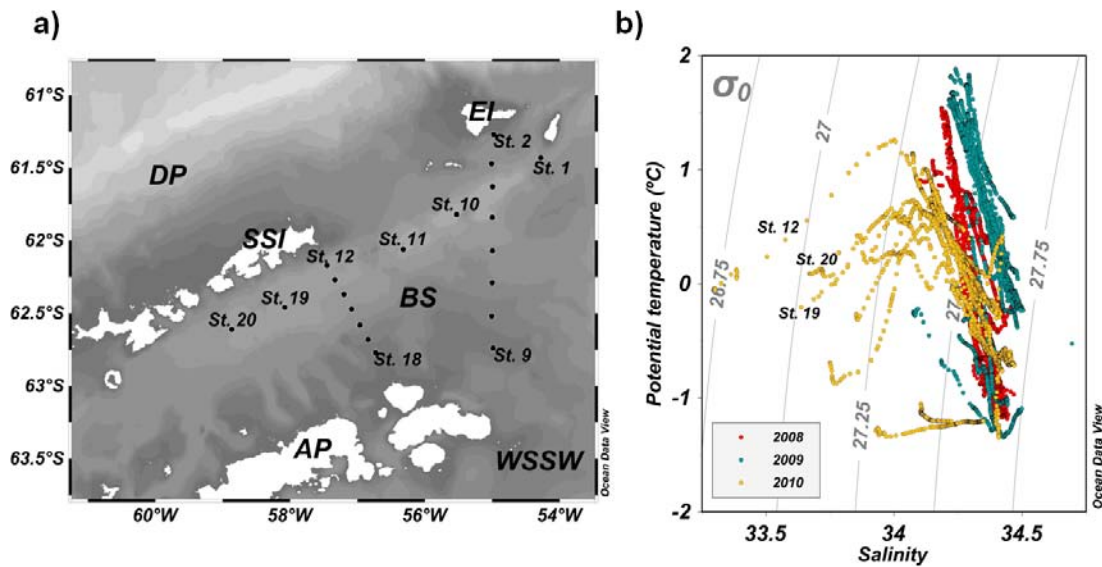 a)
61°S
61.5°S
62°S
62.5°S
63°S
63.5°S
60°W
58°W
56°W
54°W
DP
EI
St. 2
St. 1
St. 10
St. 11
SSI
St. 12
St. 19
St. 20
BS
St. 18
St. 9
AP
WSSW
Ocean Data View
b)
Potential temperature (ºC)
2
1
0
-1
-2
33.5
34
34.5
Salinity
σ0
26.75
27
27.25
27
27.75
St. 12
St. 20
St. 19
2008
2009
2010
Ocean Data View